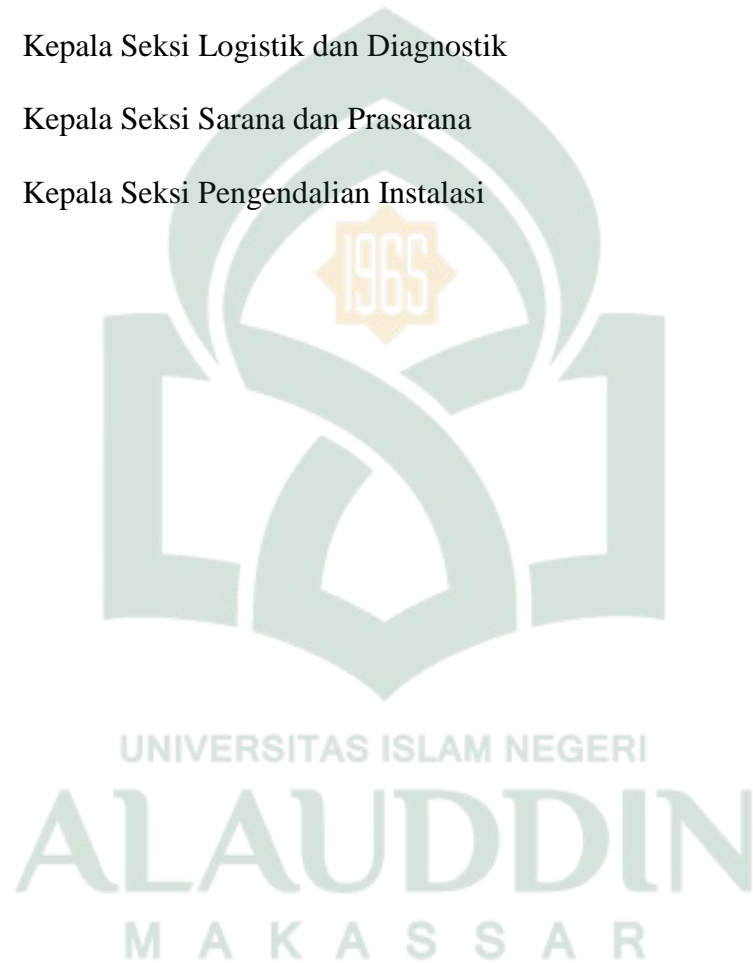 Kepala Seksi Logistik dan Diagnostik
Kepala Seksi Sarana dan Prasarana
Kepala Seksi Pengendalian Instalasi
1965
UNIVERSITAS ISLAM NEGERI
ALAUDDIN
MAKASSAR